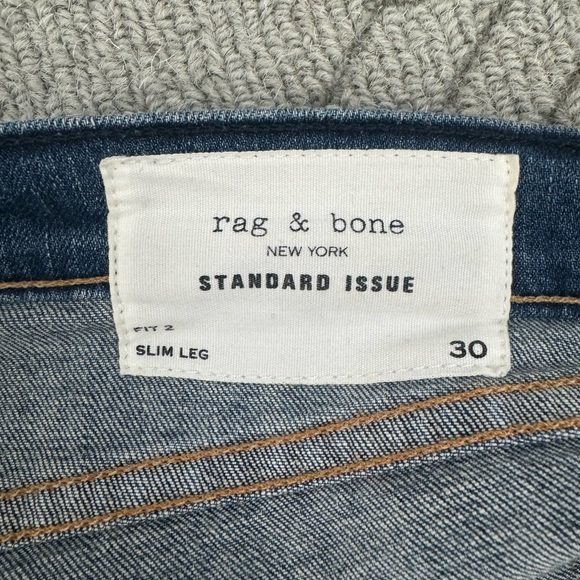 rag & bone
NEW YORK
STANDARD ISSUE
FIT 2
SLIM LEG
30